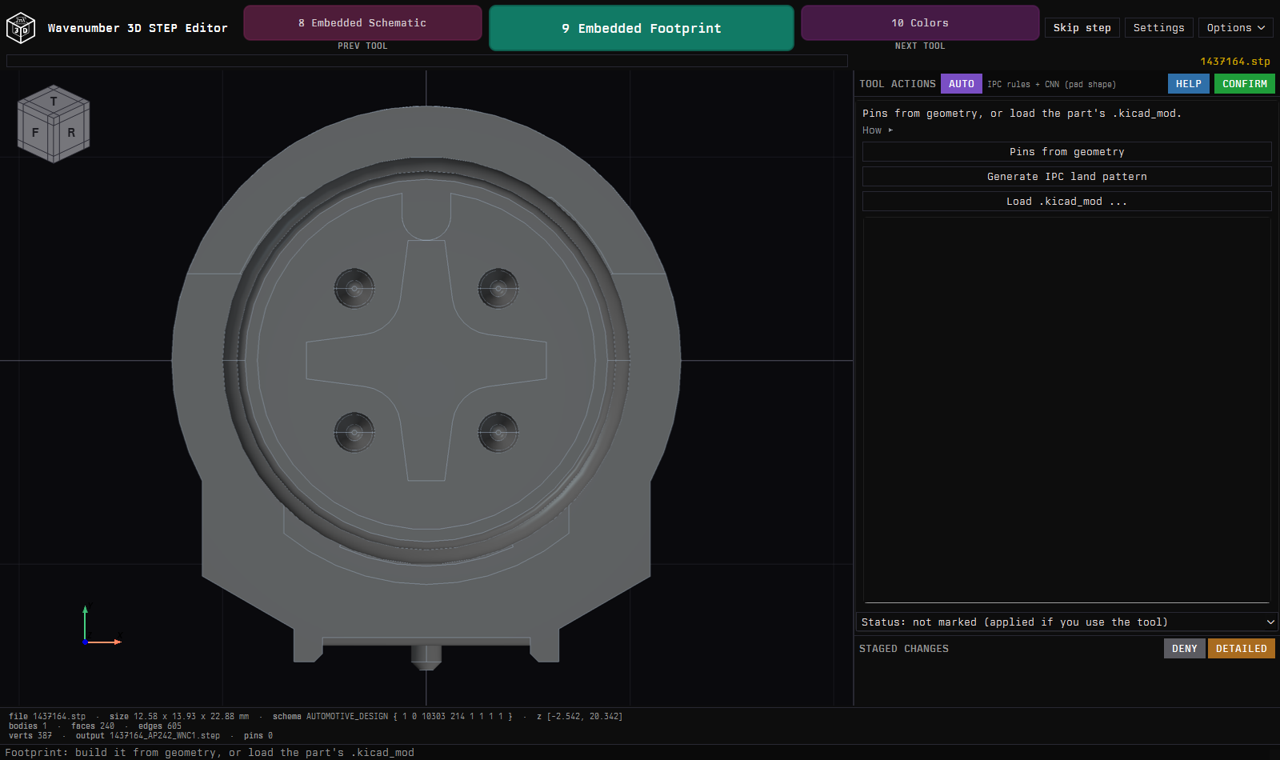 Wavenumber 3D STEP Editor
8 Embedded Schematic
PREV TOOL
9 Embedded Footprint
10 Colors
NEXT TOOL
Skip step
Settings
Options
1437164.stp
T
F
R
TOOL ACTIONS
AUTO
IPC rules + CNN (pad shape)
HELP
CONFIRM
Pins from geometry, or load the part's .kicad_mod.
How ▸
Pins from geometry
Generate IPC land pattern
Load .kicad_mod ...
Status: not marked (applied if you use the tool)
STAGED CHANGES
DENY
DETAILED
file 1437164.stp · size 12.58 x 13.93 x 22.88 mm · schema AUTOMOTIVE_DESIGN { 1 0 10303 214 1 1 1 1 } · z [-2.542, 20.342]
bodies 1 · faces 240 · edges 605
verts 387 · output 1437164_AP242_WNC1.step · pins 0
Footprint: build it from geometry, or load the part's .kicad_mod